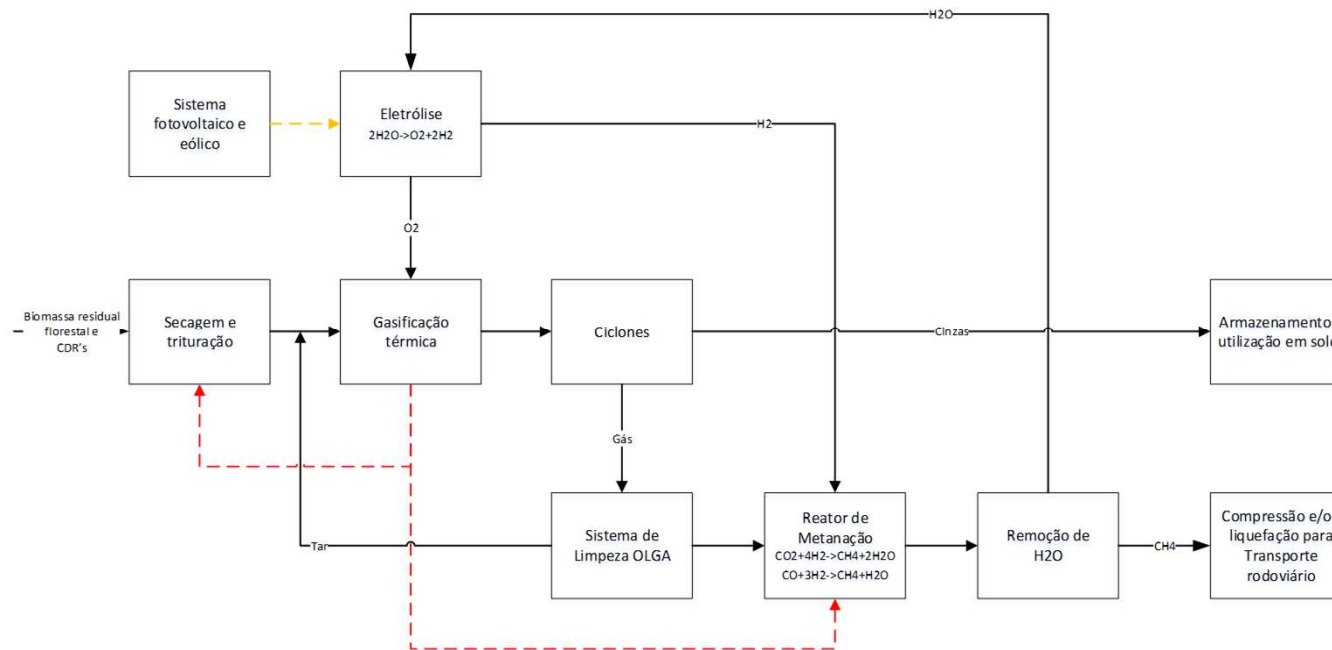 H2O
Sistema
fotovoltaico e
eólico
Eletrólise
2H2O->O2+2H2
H2
O2
Biomassa residual
florestal e
CDR's
Secagem e
trituração
Gasificação
térmica
Ciclones
Cinzas
Armazenamento
utilização em solo
Gás
Tar
Sistema de
Limpeza OLGA
Reator de
Metanação
CO2+4H2->CH4+2H2O
CO+3H2->CH4+H2O
Remoção de
H2O
CH4
Compressão e/o
liquefação para
Transporte
rodoviário